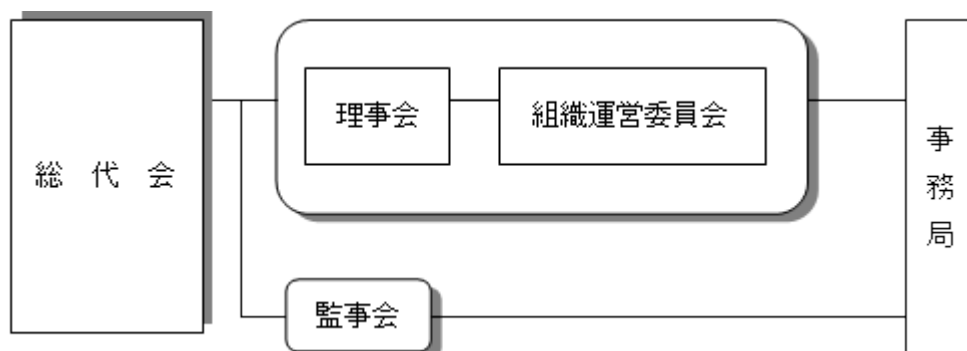 総代会
理事会
組織運営委員会
監事会
事務局